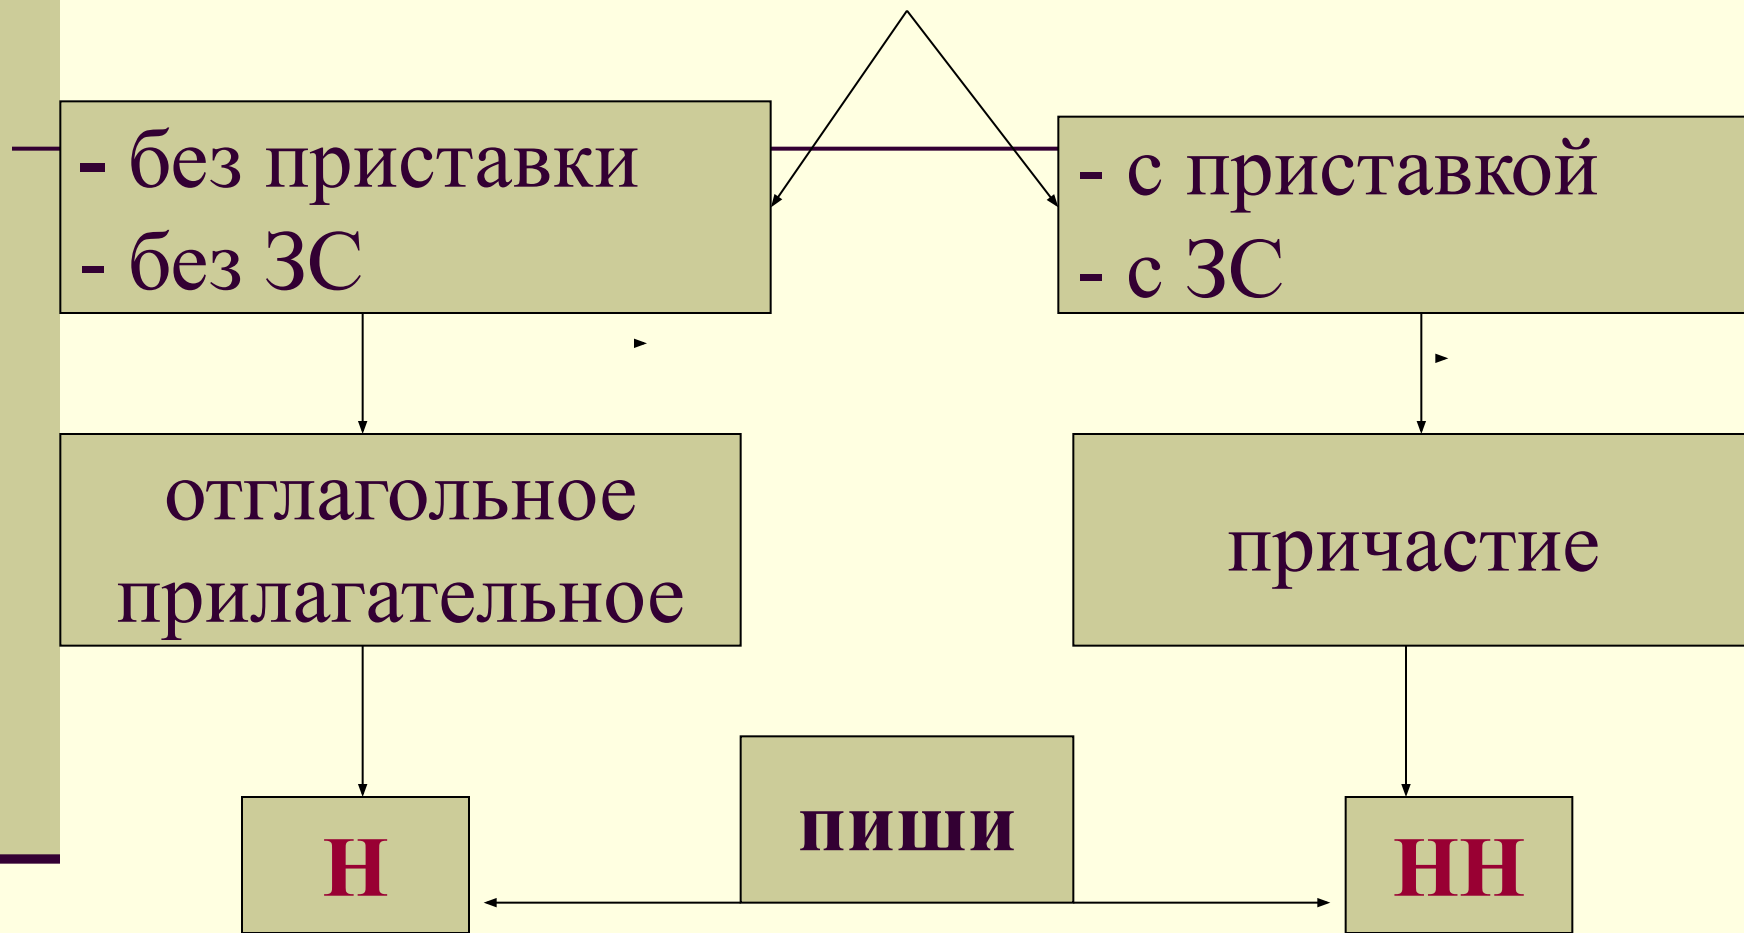 - без приставки
- без ЗС
- с приставкой
- с ЗС
отглагольное
прилагательное
причастие
пиши
Н
НН